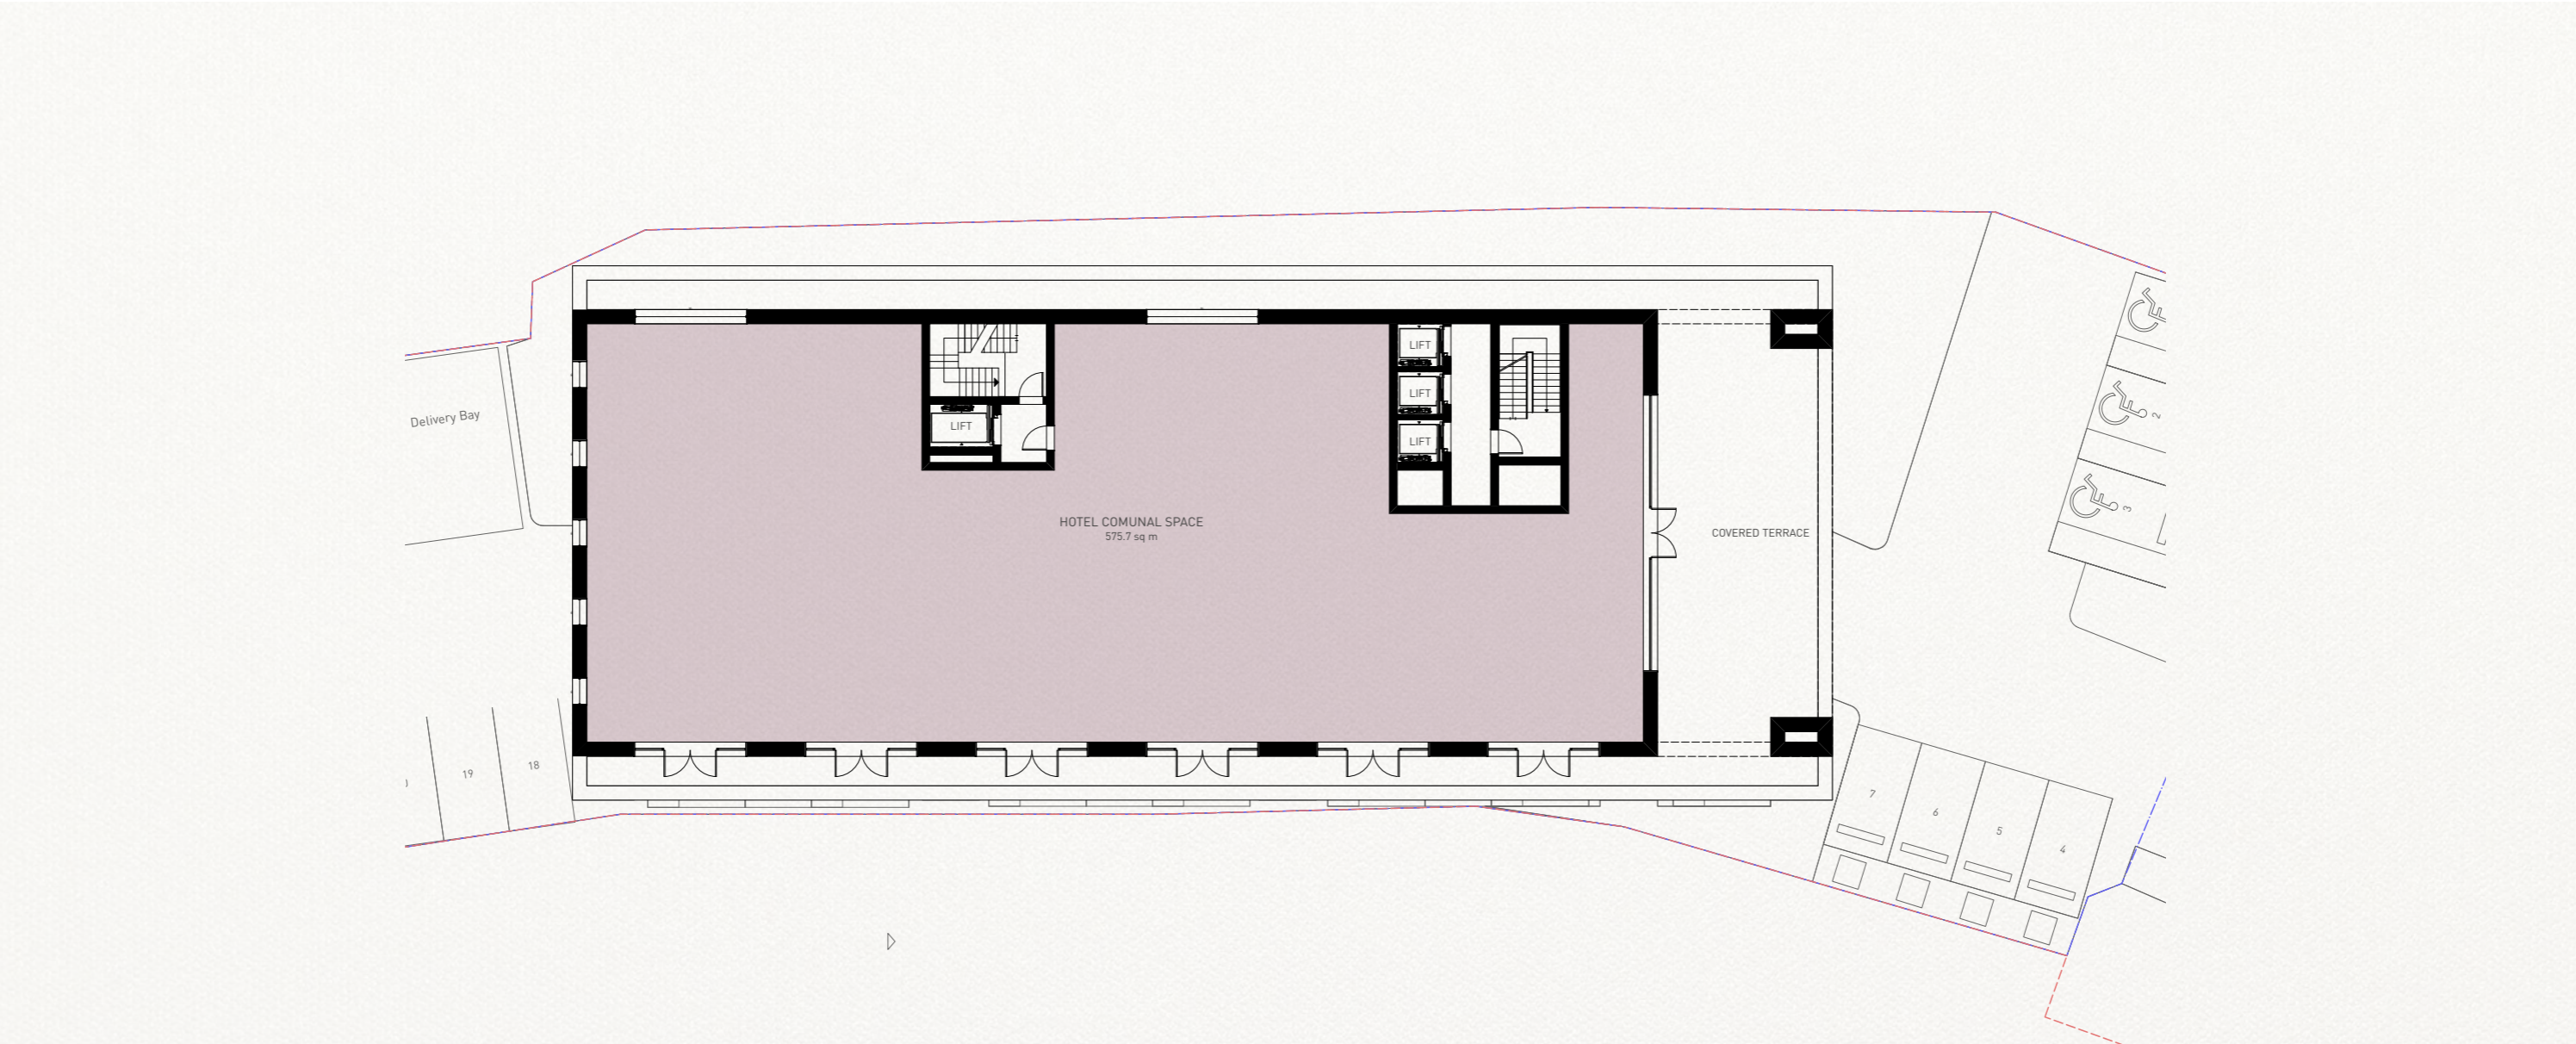 LIFT
LIFT
LIFT
LIFT
Delivery Bay
HOTEL COMUNAL SPACE
575.7 sq m
COVERED TERRACE
2
3
19
18
7
6
5
4